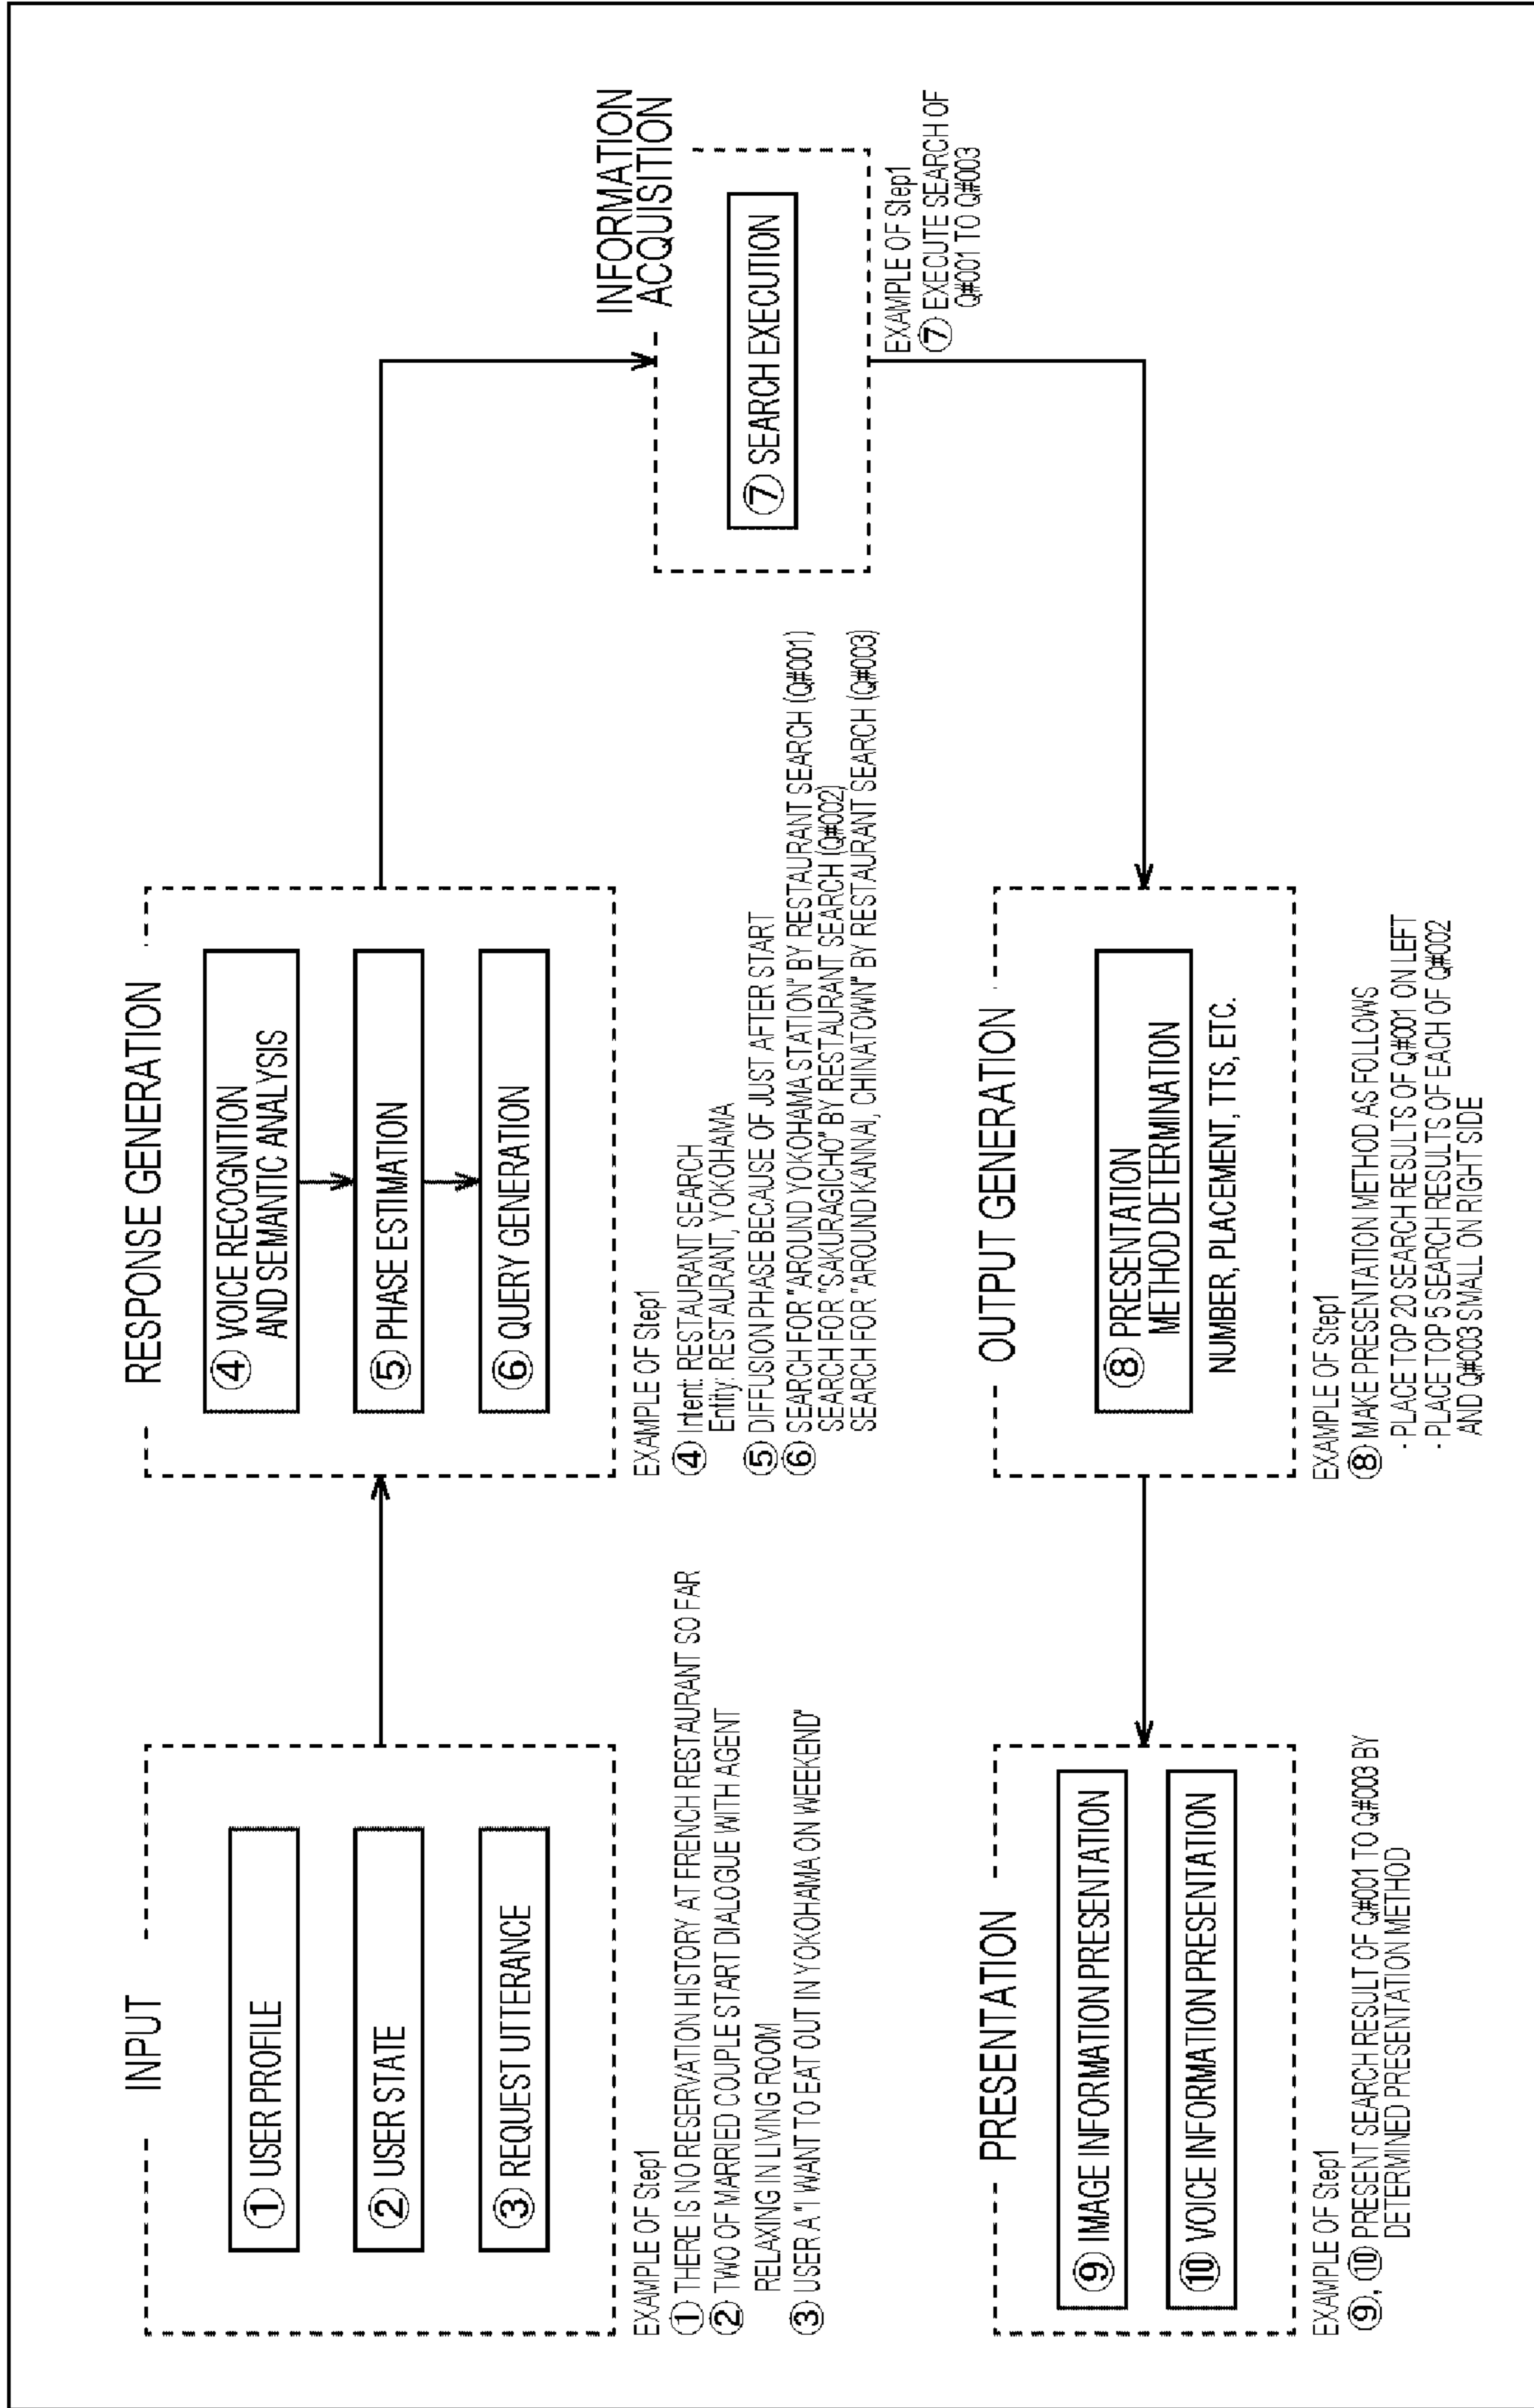 INPUT
① USER PROFILE
② USER STATE
③ REQUEST UTTERANCE
EXAMPLE OF Step1
① THERE IS NO RESERVATION HISTORY AT FRENCH RESTAURANT SO FAR
② TWO OF MARRIED COUPLE START DIALOGUE WITH AGENT
RELAXING IN LIVING ROOM
③ USER A "I WANT TO EAT OUT IN YOKOHAMA ON WEEKEND"
RESPONSE GENERATION
④ VOICE RECOGNITION
AND SEMANTIC ANALYSIS
⑤ PHASE ESTIMATION
⑥ QUERY GENERATION
EXAMPLE OF Step1
④ Intent: RESTAURANT SEARCH
Entity: RESTAURANT, YOKOHAMA
⑤ DIFFUSION PHASE BECAUSE OF JUST AFTER START
⑥ SEARCH FOR "AROUND YOKOHAMA STATION" BY RESTAURANT SEARCH (Q#001)
SEARCH FOR "SAKURAGICHO" BY RESTAURANT SEARCH (Q#002)
SEARCH FOR "AROUND KANNAI, CHINATOWN" BY RESTAURANT SEARCH (Q#003)
INFORMATION
ACQUISITION
⑦ SEARCH EXECUTION
EXAMPLE OF Step1
⑦ EXECUTE SEARCH OF
Q#001 TO Q#003
OUTPUT GENERATION
⑧ PRESENTATION
METHOD DETERMINATION
NUMBER, PLACEMENT, TTS, ETC.
EXAMPLE OF Step1
⑧ MAKE PRESENTATION METHOD AS FOLLOWS
· PLACE TOP 20 SEARCH RESULTS OF Q#001 ON LEFT
· PLACE TOP 5 SEARCH RESULTS OF EACH OF Q#002
AND Q#003 SMALL ON RIGHT SIDE
PRESENTATION
⑨ IMAGE INFORMATION PRESENTATION
⑩ VOICE INFORMATION PRESENTATION
EXAMPLE OF Step1
⑨, ⑩ PRESENT SEARCH RESULT OF Q#001 TO Q#003 BY
DETERMINED PRESENTATION METHOD